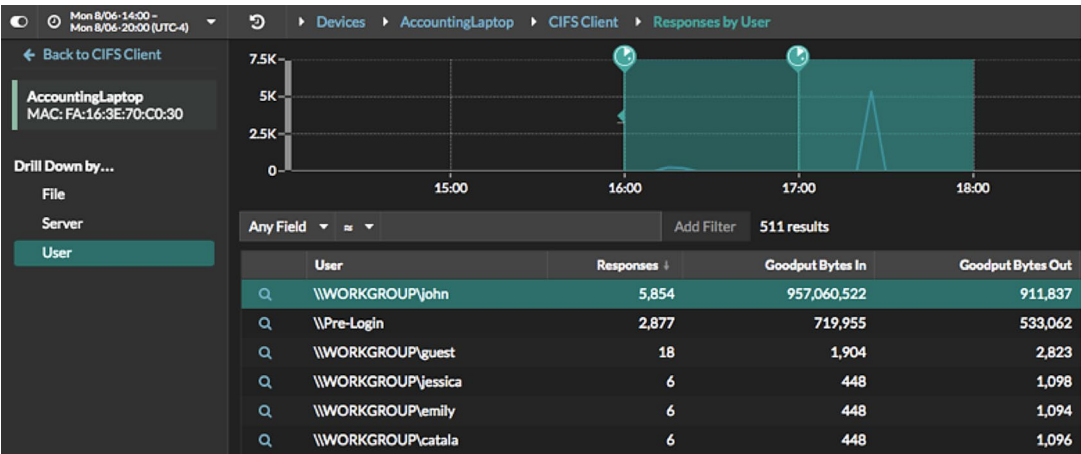 Mon 8/06-14:00 -
Mon 8/06-20:00 (UTC-4)
Devices AccountingLaptop CIFS Client Responses by User
Back to CIFS Client
AccountingLaptop
MAC: FA:16:3E:70:C0:30
Drill Down by...
File
Server
User
7.5K
5K
2.5K
0
15:00 16:00 17:00 18:00
Any Field ≈ Add Filter 511 results
User Responses ↓ Goodput Bytes In Goodput Bytes Out
\\WORKGROUP\john 5,854 957,060,522 911,837
\\Pre-Login 2,877 719,955 533,062
\\WORKGROUP\guest 18 1,904 2,823
\\WORKGROUP\jessica 6 448 1,098
\\WORKGROUP\emily 6 448 1,094
\\WORKGROUP\catala 6 448 1,096